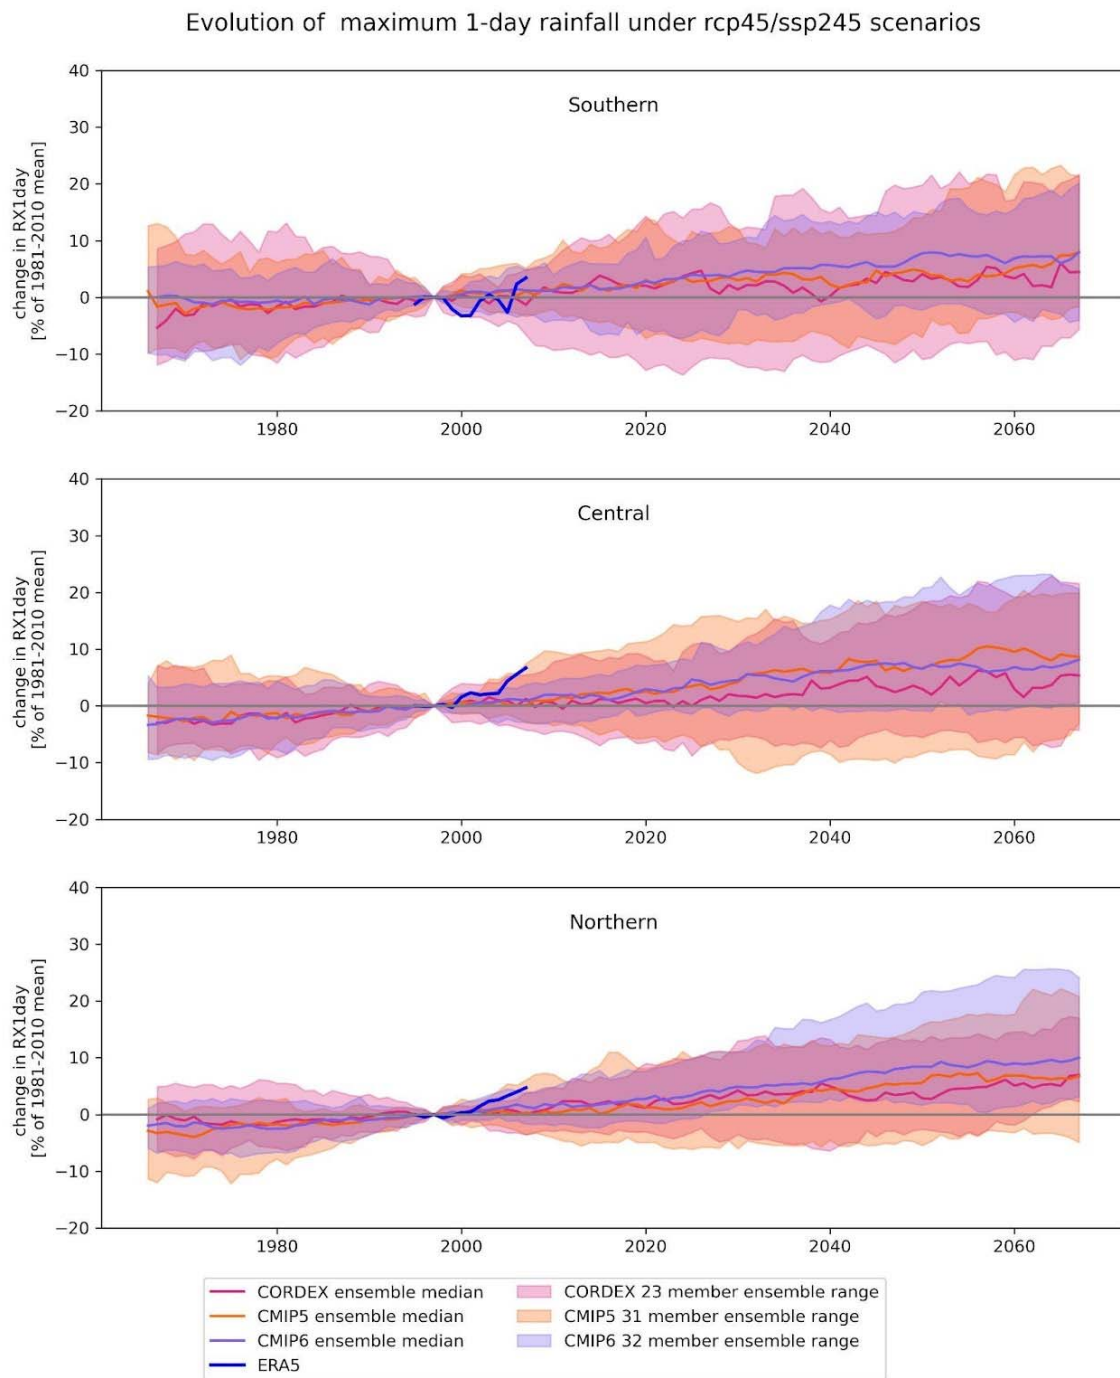 Evolution of  maximum 1-day rainfall under rcp45/ssp245 scenarios
change in RX1day
[% of 1981-2010 mean]
40
30
20
10
0
−10
−20
Southern
1980
2000
2020
2040
2060
change in RX1day
[% of 1981-2010 mean]
40
30
20
10
0
−10
−20
Central
1980
2000
2020
2040
2060
change in RX1day
[% of 1981-2010 mean]
40
30
20
10
0
−10
−20
Northern
1980
2000
2020
2040
2060
CORDEX ensemble median
CMIP5 ensemble median
CMIP6 ensemble median
ERA5
CORDEX 23 member ensemble range
CMIP5 31 member ensemble range
CMIP6 32 member ensemble range